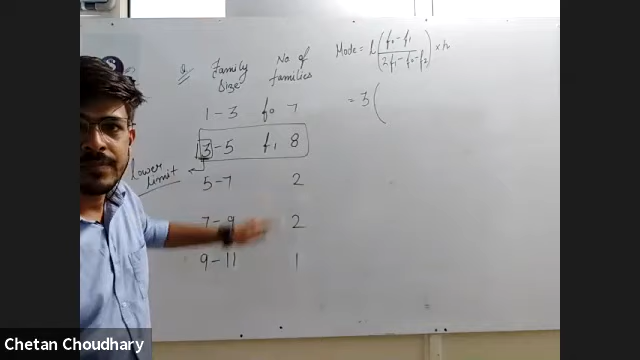 Q. Family Size No of families
1-3 f₀ 7
3-5 f₁ 8
lower limit
5-7 2
7-9 2
9-11 1
Mode = l (f₀-f₁ / 2f₁-f₀-f₂) × h
= 3 (
Chetan Choudhary